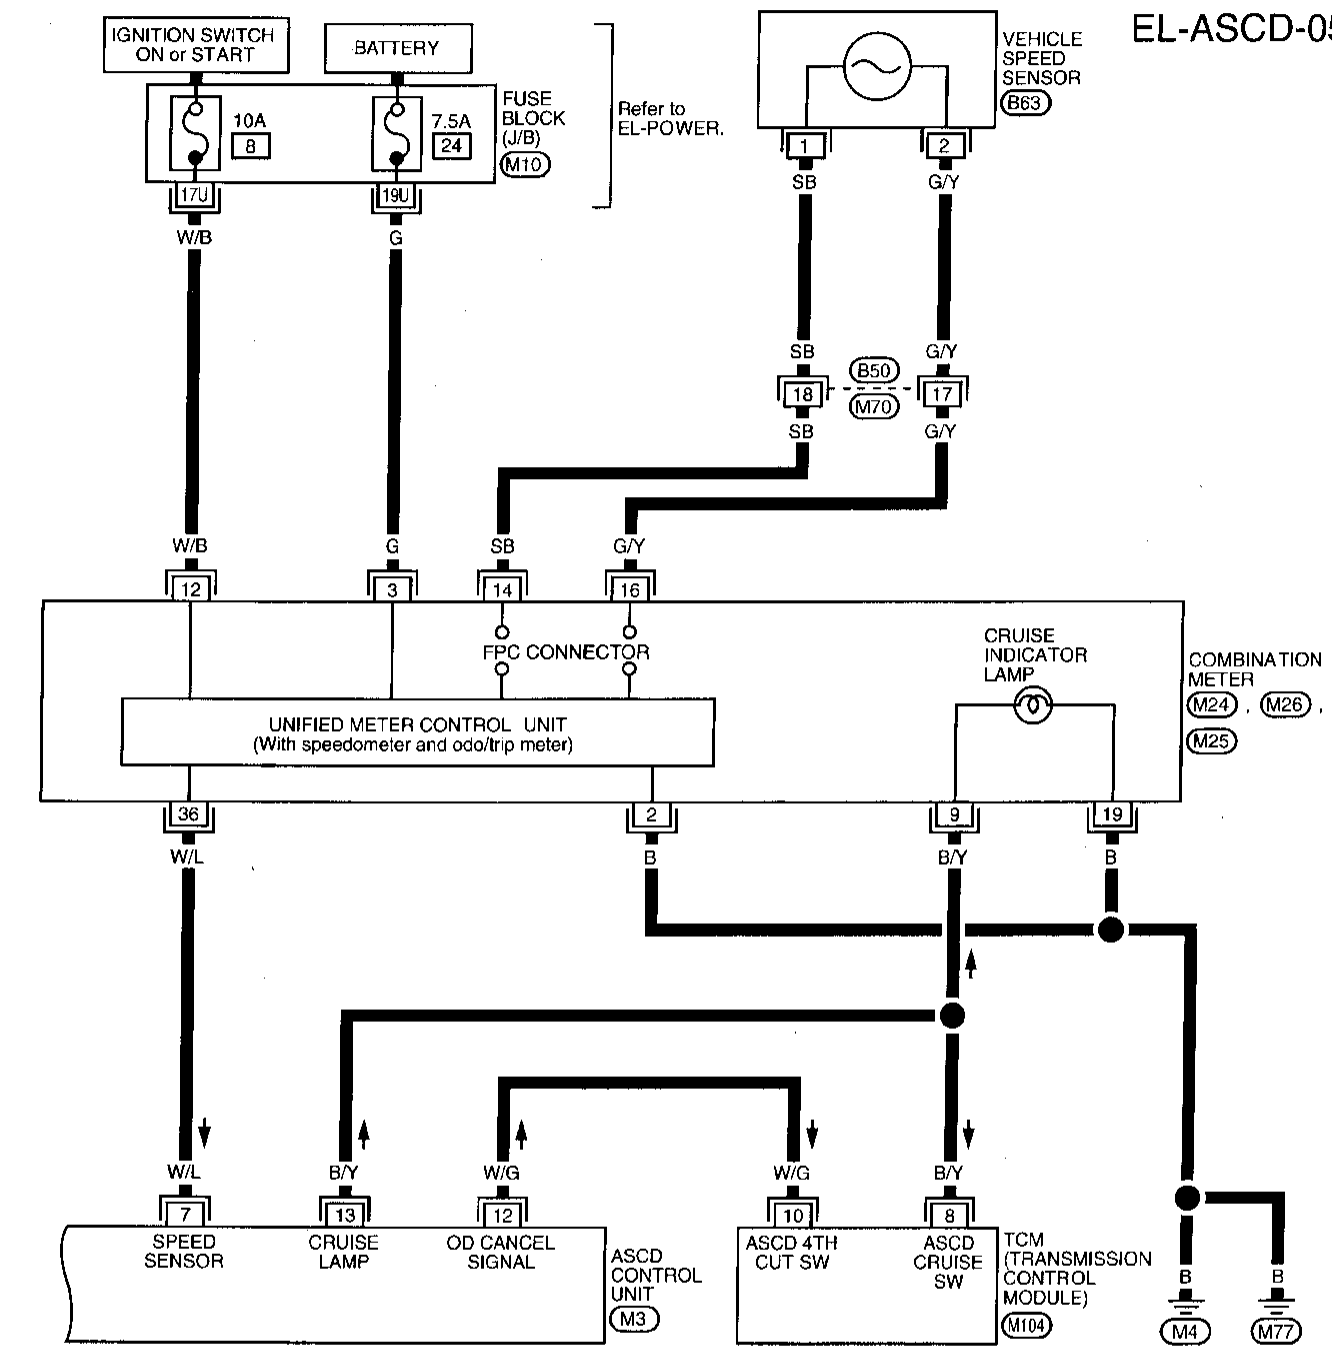 EL-ASCD-05
IGNITION SWITCH
ON or START
BATTERY
10A
8
7.5A
24
FUSE
BLOCK
(J/B)
M10
Refer to
EL-POWER.
VEHICLE
SPEED
SENSOR
B63
17U
19U
1
2
W/B
G
SB
G/Y
SB
G/Y
18
B50
M70
17
SB
G/Y
W/B
G
SB
G/Y
12
3
14
16
FPC CONNECTOR
CRUISE
INDICATOR
LAMP
COMBINATION
METER
M24 , M26 ,
M25
UNIFIED METER CONTROL UNIT
(With speedometer and odo/trip meter)
36
2
9
19
W/L
B
B/Y
B
W/L
B/Y
W/G
W/G
B/Y
7
13
12
10
8
SPEED
SENSOR
CRUISE
LAMP
OD CANCEL
SIGNAL
ASCD
CONTROL
UNIT
M3
ASCD 4TH
CUT SW
ASCD
CRUISE
SW
TCM
(TRANSMISSION
CONTROL
MODULE)
M104
B
B
M4
M77